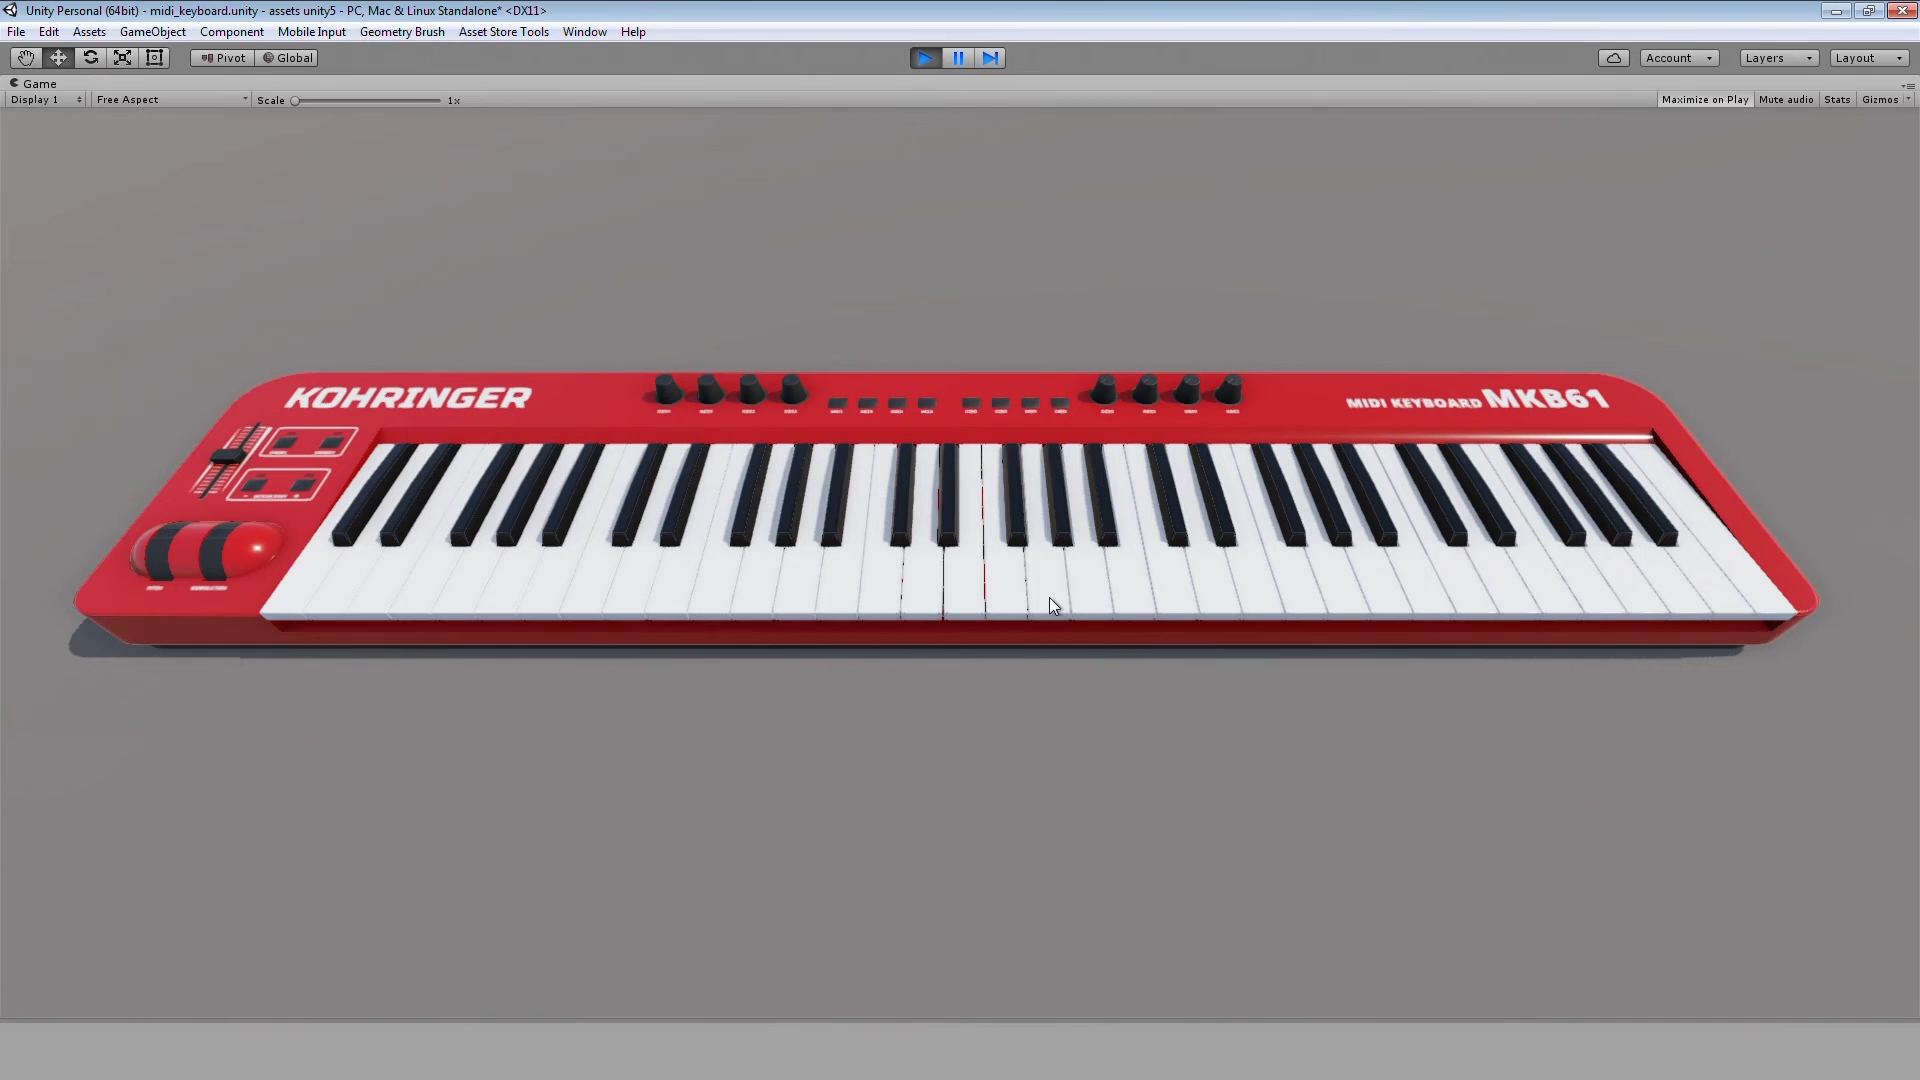 Unity Personal (64bit) - midi_keyboard.unity - assets unity5 - PC, Mac & Linux Standalone* <DX11>
File Edit Assets GameObject Component Mobile Input Geometry Brush Asset Store Tools Window Help
Pivot Global Account Layers Layout
Game
Display 1 Free Aspect Scale 1x Maximize on Play Mute audio Stats Gizmos
KOHRINGER
MIDI KEYBOARD MKB61